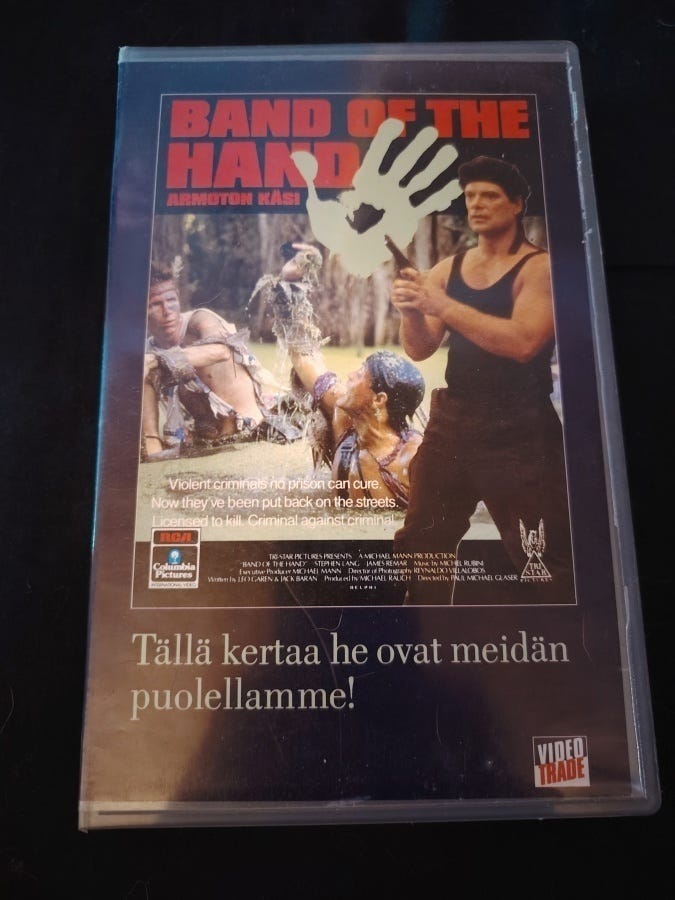 BAND OF THE
HAND
ARMOTON KÄSI
Violent criminals no prison can cure.
Now they've been put back on the streets.
Licensed to kill. Criminal against criminal.
RCA
Columbia
Pictures
INTERNATIONAL VIDEO
TRI-STAR PICTURES PRESENTS A MICHAEL MANN PRODUCTION
"BAND OF THE HAND" STEPHEN LANG JAMES REMAR Music by MICHEL RUBINI
Executive Producer MICHAEL MANN Director of Photography REYNALDO VILLALOBOS
Written by LEO GAREN & JACK BARAN Produced by MICHAEL RAUCH Directed by PAUL MICHAEL GLASER
DELPHI
TRI
STAR
PICTURES
Tällä kertaa he ovat meidän
puolellamme!
VIDEO
TRADE